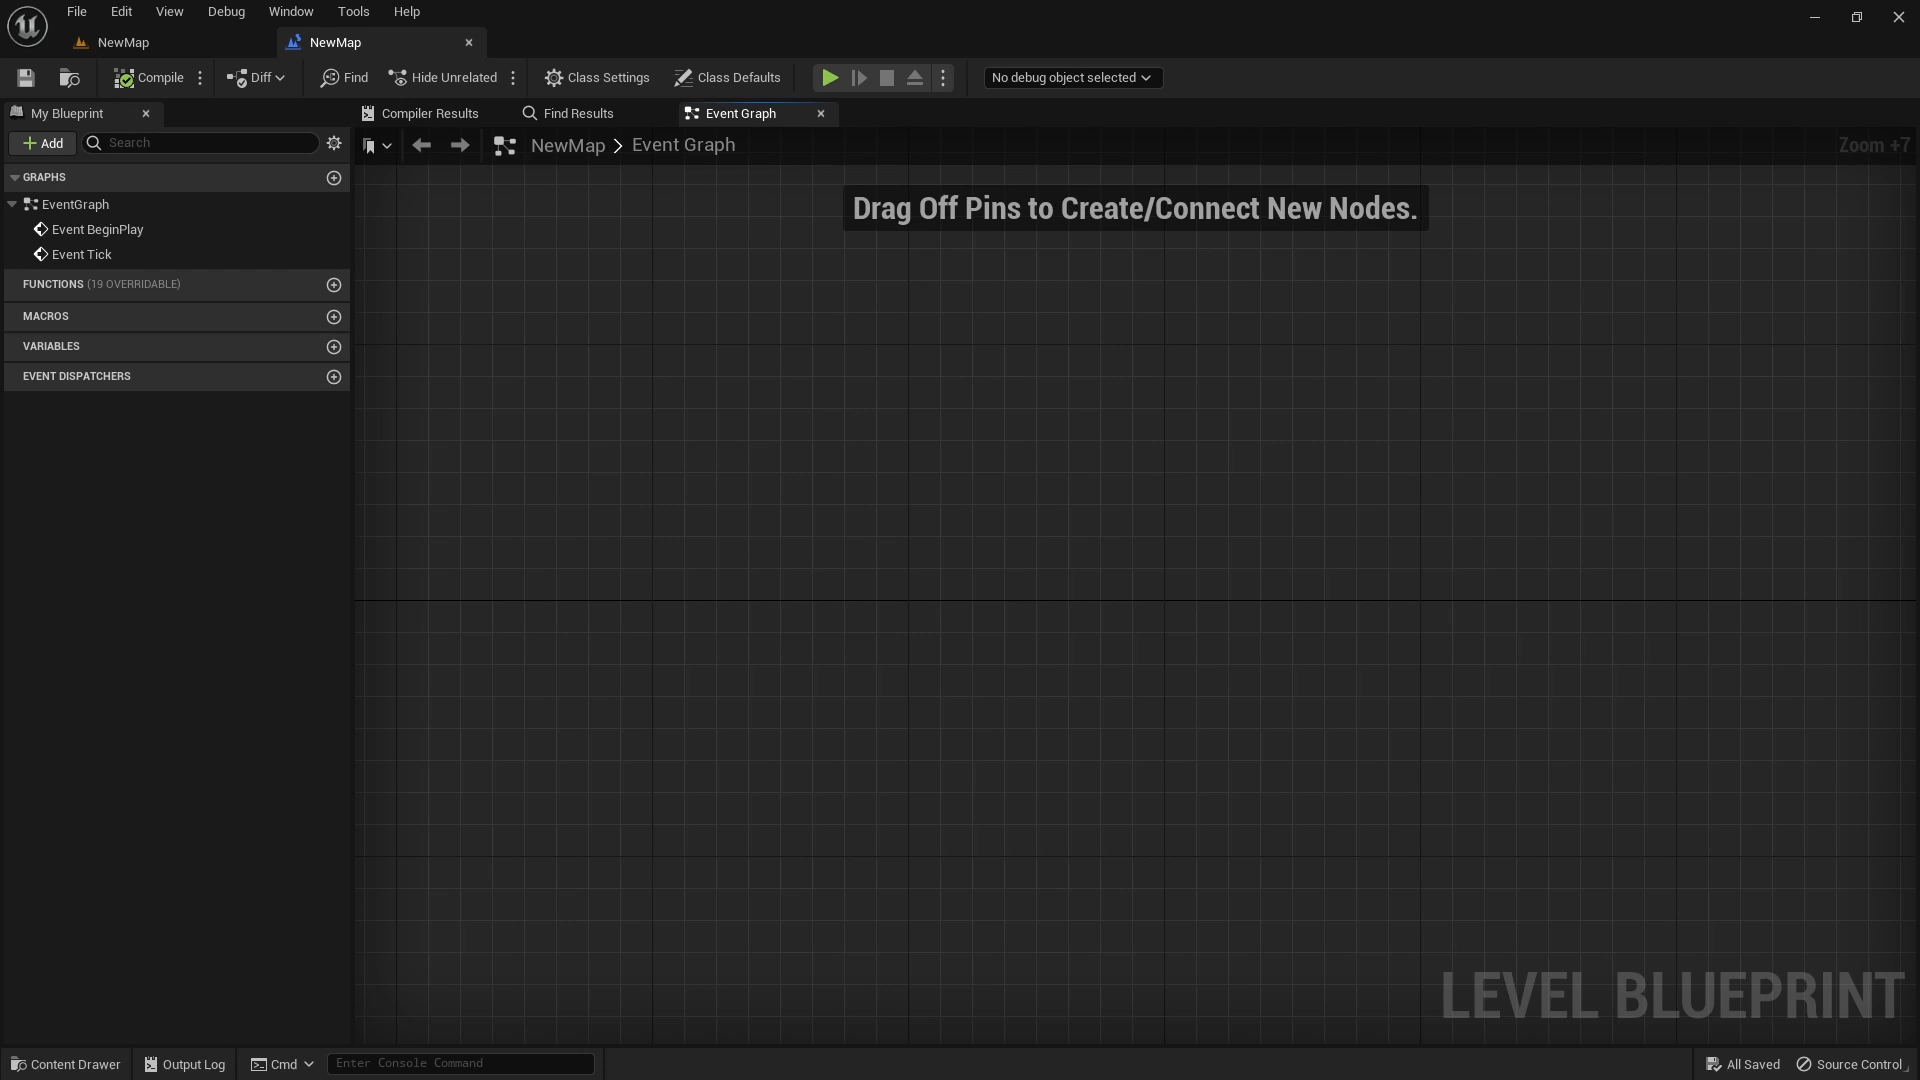 File Edit View Debug Window Tools Help
NewMap NewMap
Compile Diff Find Hide Unrelated Class Settings Class Defaults No debug object selected
My Blueprint Compiler Results Find Results Event Graph
Add Search NewMap > Event Graph Zoom +7
GRAPHS
Drag Off Pins to Create/Connect New Nodes.
EventGraph
Event BeginPlay
Event Tick
FUNCTIONS (19 OVERRIDABLE)
MACROS
VARIABLES
EVENT DISPATCHERS
LEVEL BLUEPRINT
Content Drawer Output Log Cmd Enter Console Command All Saved Source Control